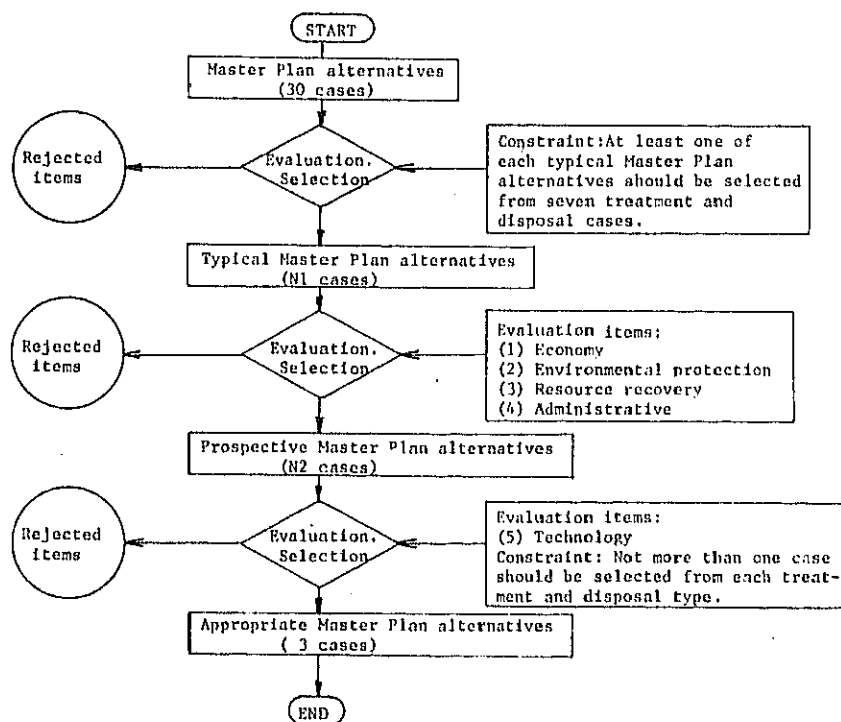 START
Master Plan alternatives
(30 cases)
Rejected
items
Evaluation.
Selection
Constraint:At least one of
each typical Master Plan
alternatives should be selected
from seven treatment and
disposal cases.
Typical Master Plan alternatives
(N1 cases)
Rejected
items
Evaluation.
Selection
Evaluation items:
(1) Economy
(2) Environmental protection
(3) Resource recovery
(4) Administrative
Prospective Master Plan alternatives
(N2 cases)
Rejected
items
Evaluation.
Selection
Evaluation items:
(5) Technology
Constraint: Not more than one case
should be selected from each treat-
ment and disposal type.
Appropriate Master Plan alternatives
( 3 cases)
END